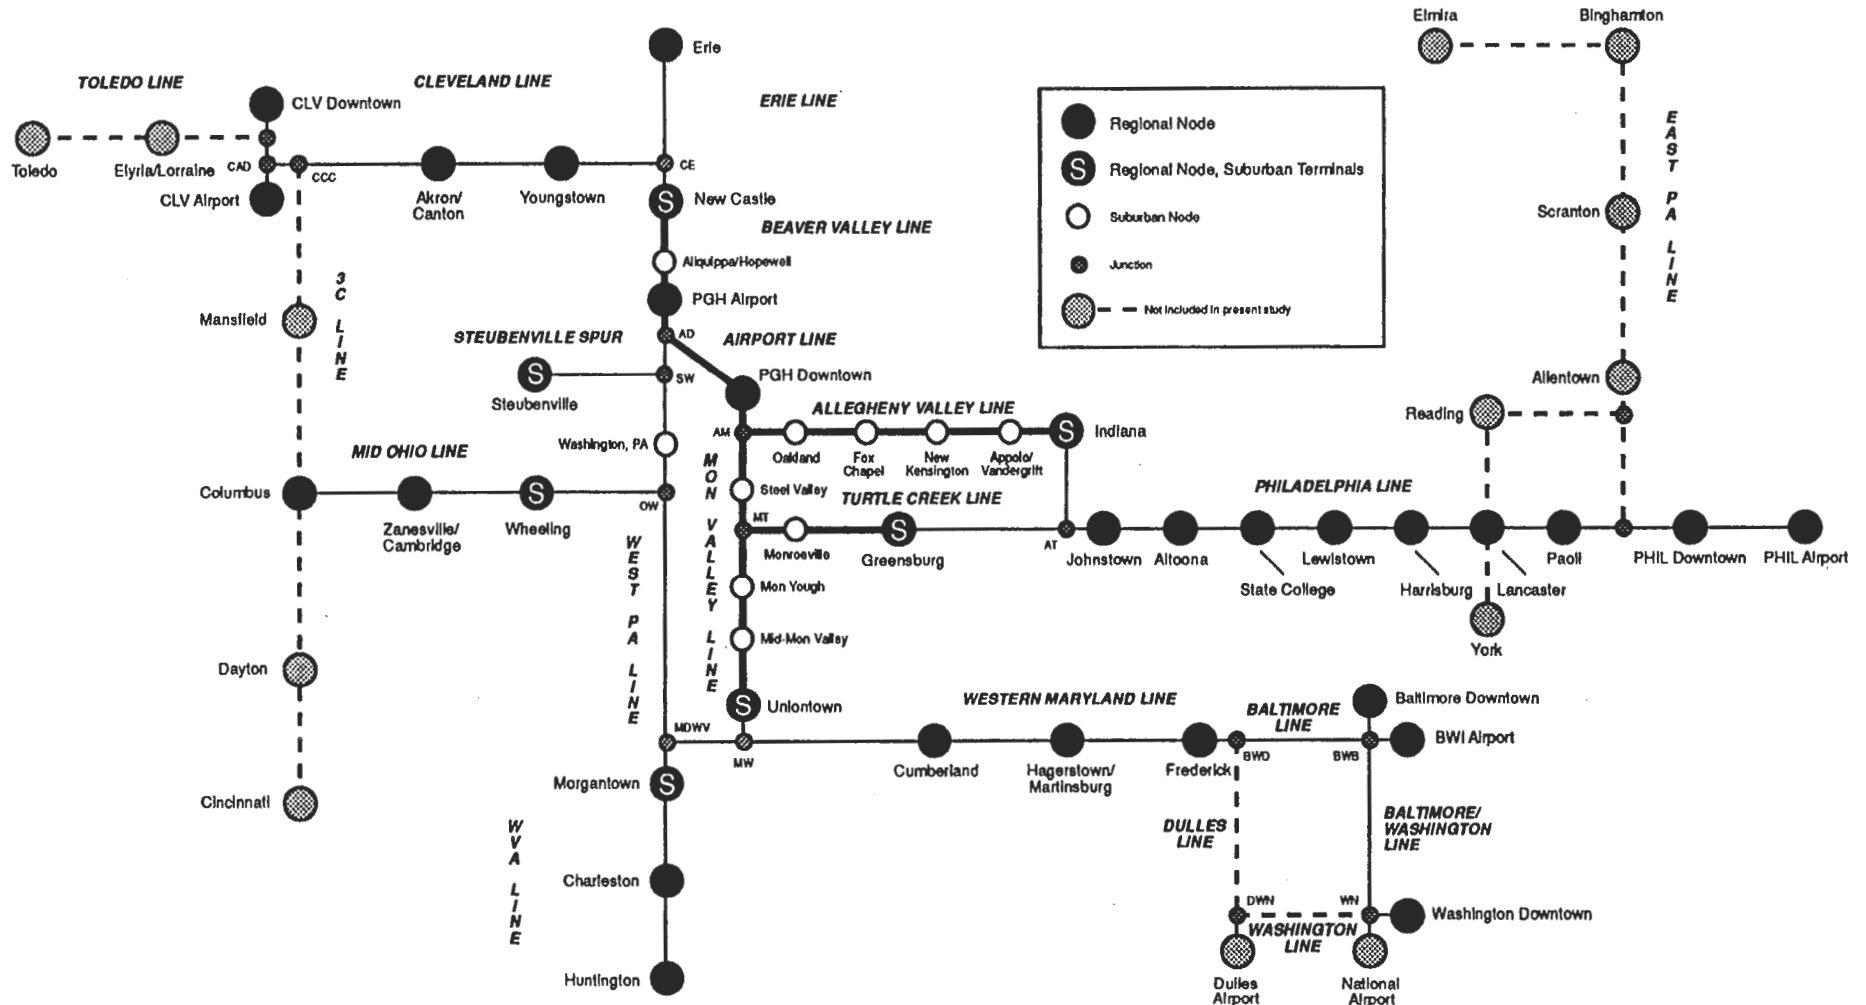 Elmira
Binghamton
Erie
TOLEDO LINE
CLEVELAND LINE
ERIE LINE
CLV Downtown
Toledo
Elyria/Lorraine
CAD
CCC
CLV Airport
Akron/
Canton
Youngstown
CE
New Castle
BEAVER VALLEY LINE
Aliquippa/Hopewell
PGH Airport
Regional Node
S
Regional Node, Suburban Terminals
Suburban Node
Junction
Not included in present study
EAST PA LINE
Scranton
3C LINE
Mansfield
STEUBENVILLE SPUR
AD
AIRPORT LINE
S
SW
Steubenville
PGH Downtown
ALLEGHENY VALLEY LINE
Allentown
Reading
Washington, PA
AM
Oakland
Fox
Chapel
New
Kensington
Appolo/
Vandergrift
S
Indiana
MID OHIO LINE
Columbus
Zanesville/
Cambridge
S
Wheeling
OW
MON VALLEY LINE
Steel Valley
TURTLE CREEK LINE
PHILADELPHIA LINE
MT
Monroeville
S
Greensburg
AT
Johnstown
Altoona
State College
Lewistown
Harrisburg
Lancaster
Paoli
PHIL Downtown
PHIL Airport
WEST PA LINE
Mon Yough
Mid-Mon Valley
York
Dayton
S
Uniontown
MDWV
MW
WESTERN MARYLAND LINE
BALTIMORE
LINE
Baltimore Downtown
Cumberland
Hagerstown/
Martinsburg
Frederick
BWD
BWB
BWI Airport
Cincinnati
Morgantown
S
WVA LINE
Charleston
Huntington
DULLES
LINE
BALTIMORE/
WASHINGTON
LINE
DWN
WN
WASHINGTON
LINE
Washington Downtown
Dulles
Airport
National
Airport
S